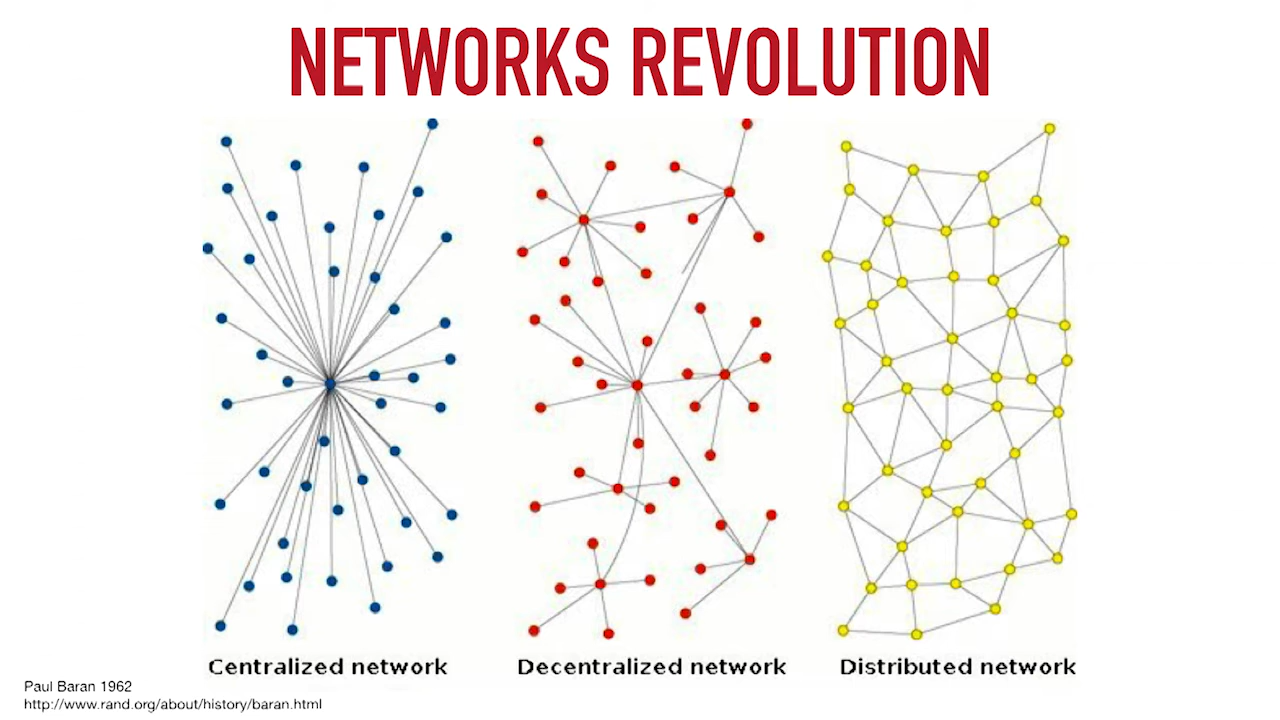 NETWORKS REVOLUTION
Centralized network
Decentralized network
Distributed network
Paul Baran 1962
http://www.rand.org/about/history/baran.html